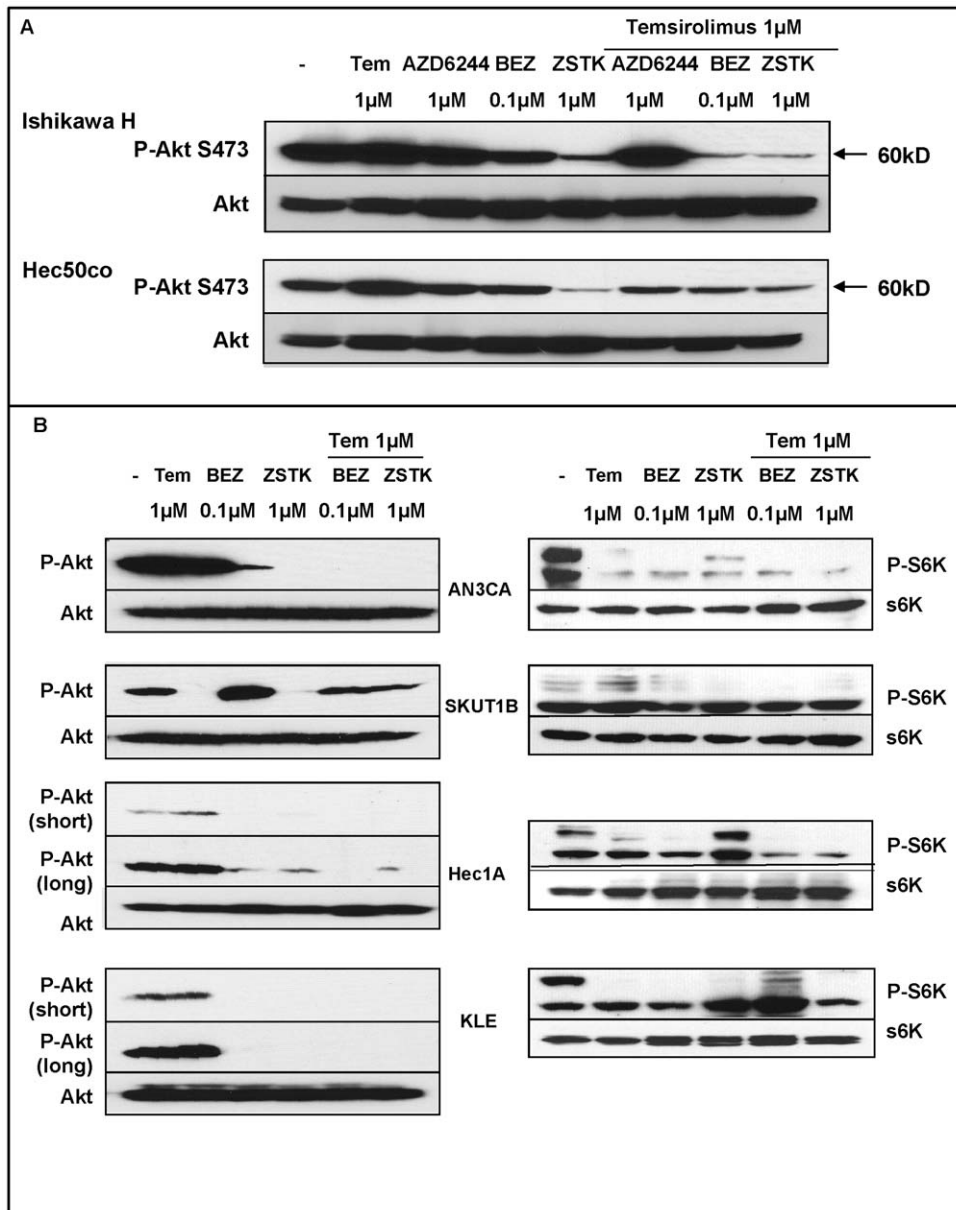 A
Temsirolimus 1µM
- Tem AZD6244 BEZ ZSTK AZD6244 BEZ ZSTK
1µM 1µM 0.1µM 1µM 1µM 0.1µM 1µM
Ishikawa H
P-Akt S473
60kD
Akt
Hec50co
P-Akt S473
60kD
Akt
B
Tem 1µM
- Tem BEZ ZSTK BEZ ZSTK
1µM 0.1µM 1µM 0.1µM 1µM
Tem 1µM
- Tem BEZ ZSTK BEZ ZSTK
1µM 0.1µM 1µM 0.1µM 1µM
P-Akt
P-S6K
AN3CA
Akt
s6K
P-Akt
P-S6K
SKUT1B
Akt
s6K
P-Akt
(short)
P-Akt
(long)
P-S6K
Hec1A
Akt
s6K
P-Akt
(short)
P-S6K
KLE
P-Akt
(long)
s6K
Akt